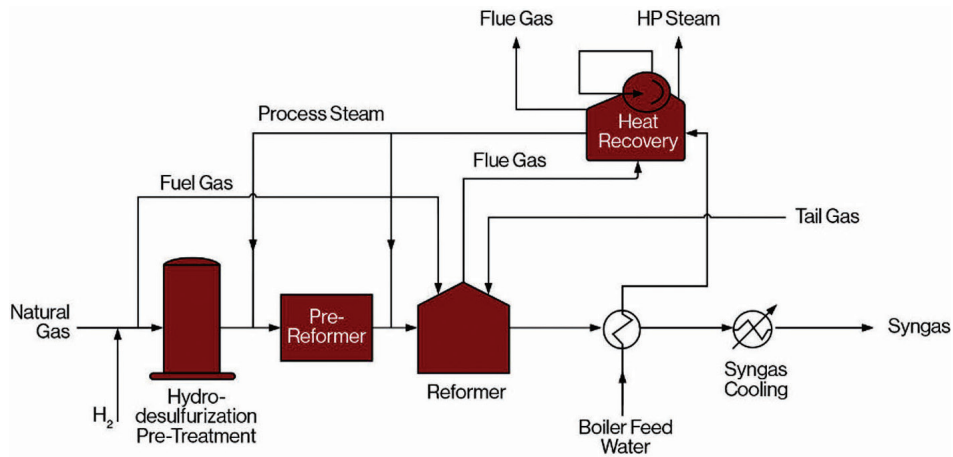 Flue Gas
HP Steam
Process Steam
Heat
Recovery
Flue Gas
Fuel Gas
Tail Gas
Natural
Gas
Pre-
Reformer
Syngas
Reformer
Syngas
Cooling
H2
Hydro-
desulfurization
Pre-Treatment
Boiler Feed
Water